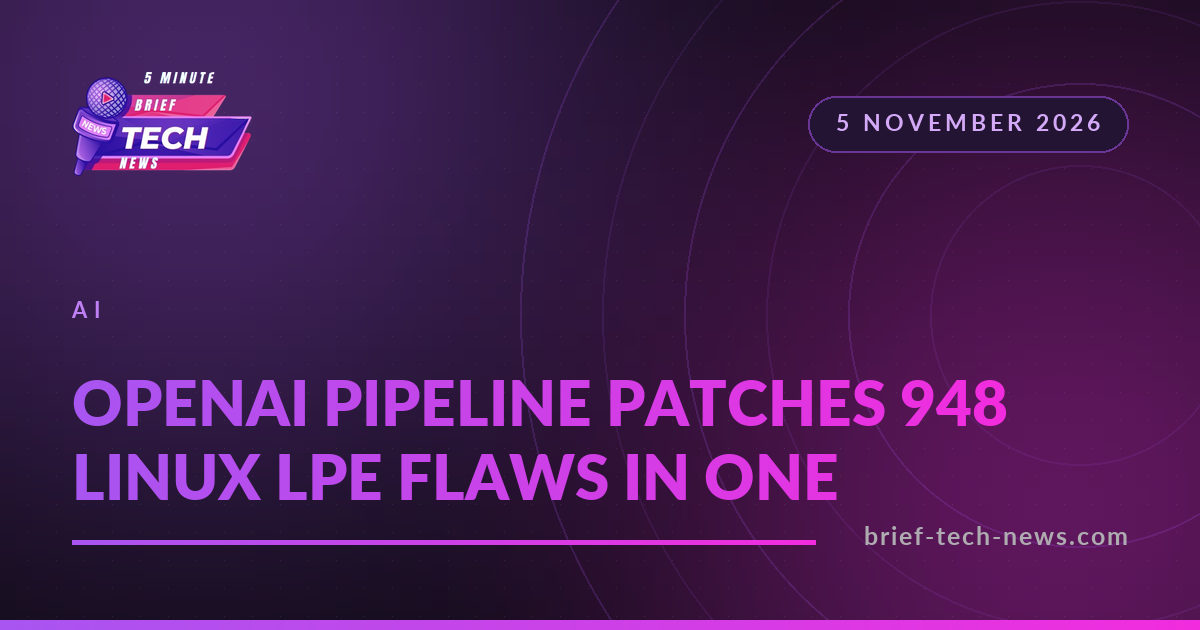 5 MINUTE
BRIEF
NEWS
TECH
NEWS
5 NOVEMBER 2026
AI
OPENAI PIPELINE PATCHES 948
LINUX LPE FLAWS IN ONE
brief-tech-news.com